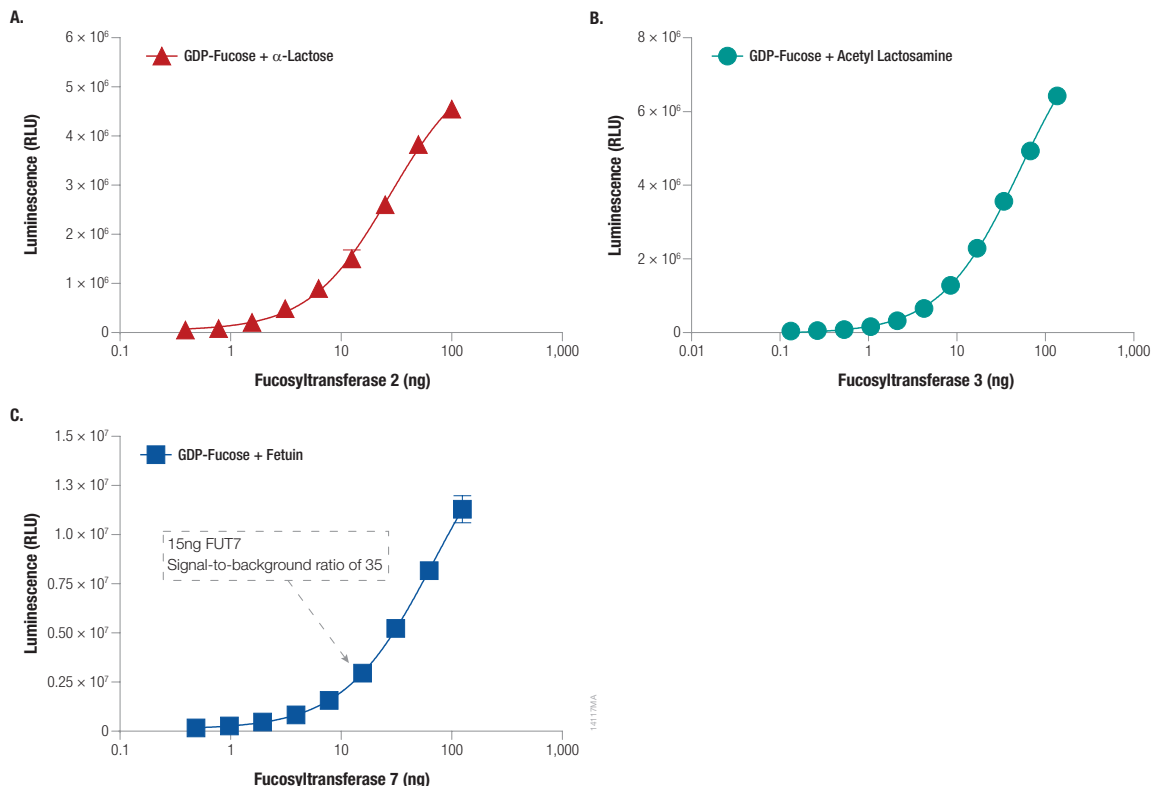 A.
6 × 10⁶
5 × 10⁶
4 × 10⁶
3 × 10⁶
2 × 10⁶
1 × 10⁶
0
Luminescence (RLU)
GDP-Fucose + α-Lactose
0.1 1 10 100 1,000
Fucosyltransferase 2 (ng)
B.
8 × 10⁶
6 × 10⁶
4 × 10⁶
2 × 10⁶
0
Luminescence (RLU)
GDP-Fucose + Acetyl Lactosamine
0.01 0.1 1 10 100 1,000
Fucosyltransferase 3 (ng)
C.
1.5 × 10⁷
1.3 × 10⁷
1.0 × 10⁷
0.75 × 10⁷
0.50 × 10⁷
0.25 × 10⁷
0
Luminescence (RLU)
GDP-Fucose + Fetuin
15ng FUT7
Signal-to-background ratio of 35
0.1 1 10 100 1,000
Fucosyltransferase 7 (ng)
14117MA